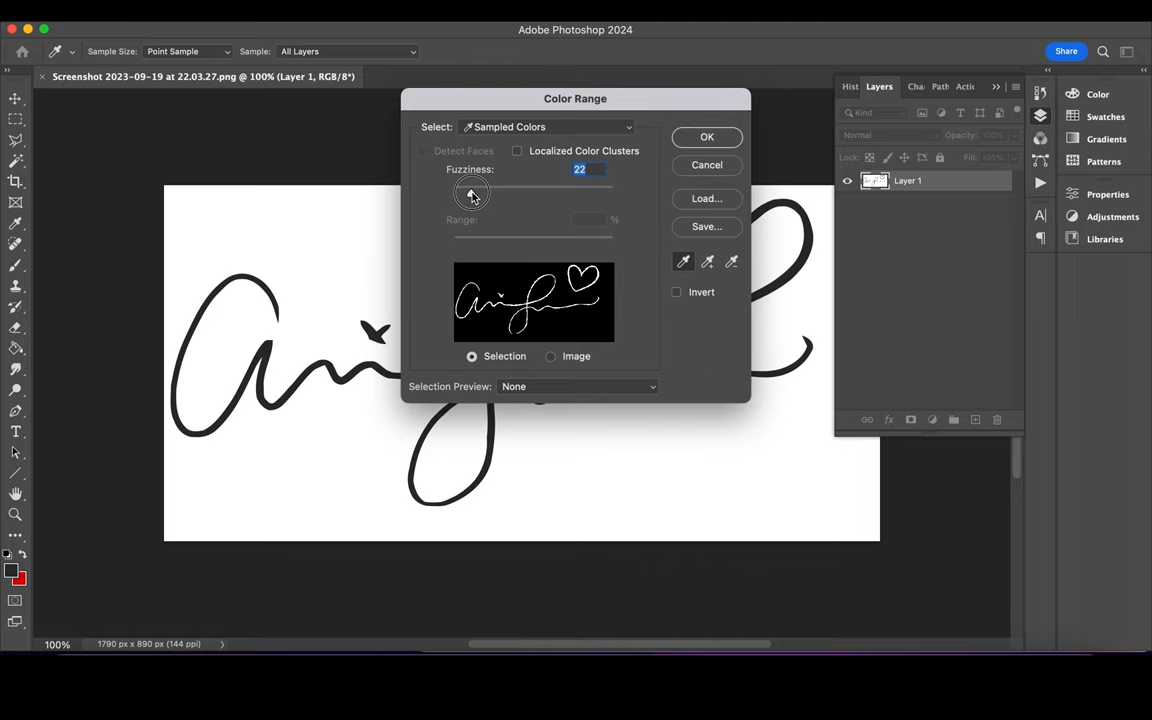 Adobe Photoshop 2024
Sample Size: Point Sample Sample: All Layers Share
Screenshot 2023-09-19 at 22.03.27.png @ 100% (Layer 1, RGB/8*)
Hist Layers Cha Path Actio
Color
Color Range
Kind
Swatches
Select: Sampled Colors
Normal Opacity: 100%
OK
Gradients
Detect Faces Localized Color Clusters
Lock: Fill: 100%
Patterns
Fuzziness: 22
Cancel
Layer 1
Properties
Load...
Range: %
Adjustments
Save...
Libraries
Invert
Selection Image
Selection Preview: None
100% 1790 px x 890 px (144 ppi)